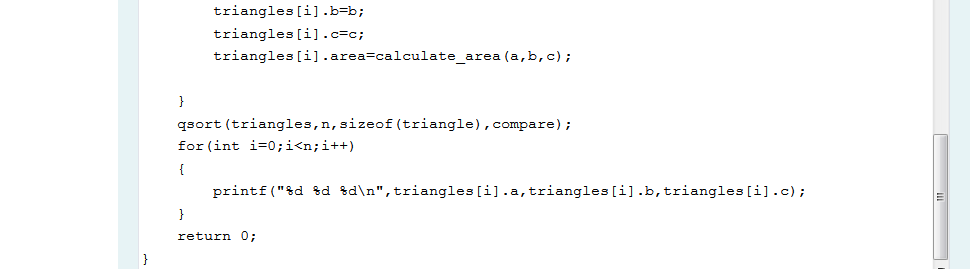 triangles[i].b=b;
triangles[i].c=c;
triangles[i].area=calculate_area(a,b,c);
}
qsort(triangles,n,sizeof(triangle),compare);
for(int i=0;i<n;i++)
{
printf("%d %d %d\n",triangles[i].a,triangles[i].b,triangles[i].c);
}
return 0;
}